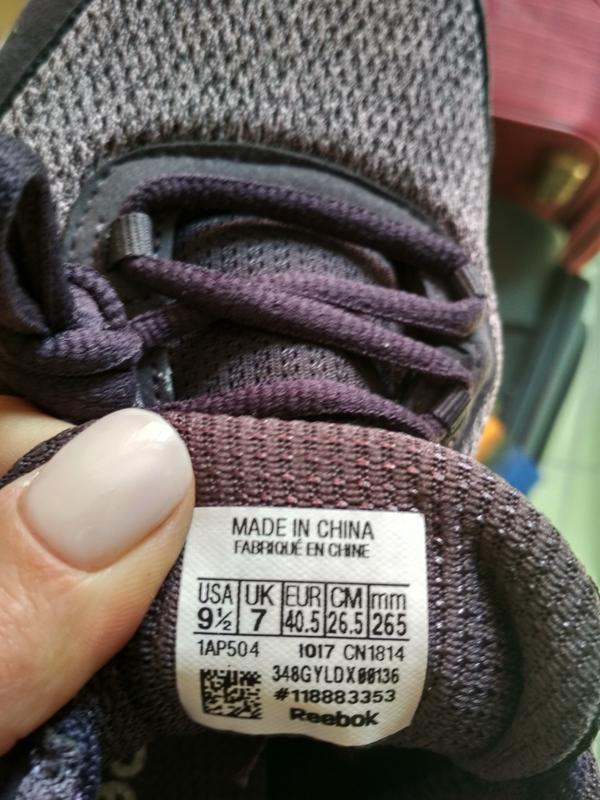 MADE IN CHINA
FABRIQUÉ EN CHINE
USA UK EUR CM mm
9½ 7 40.5 26.5 265
1AP504 1017 CN1814
348GYLDX00136
#118883353
Reebok